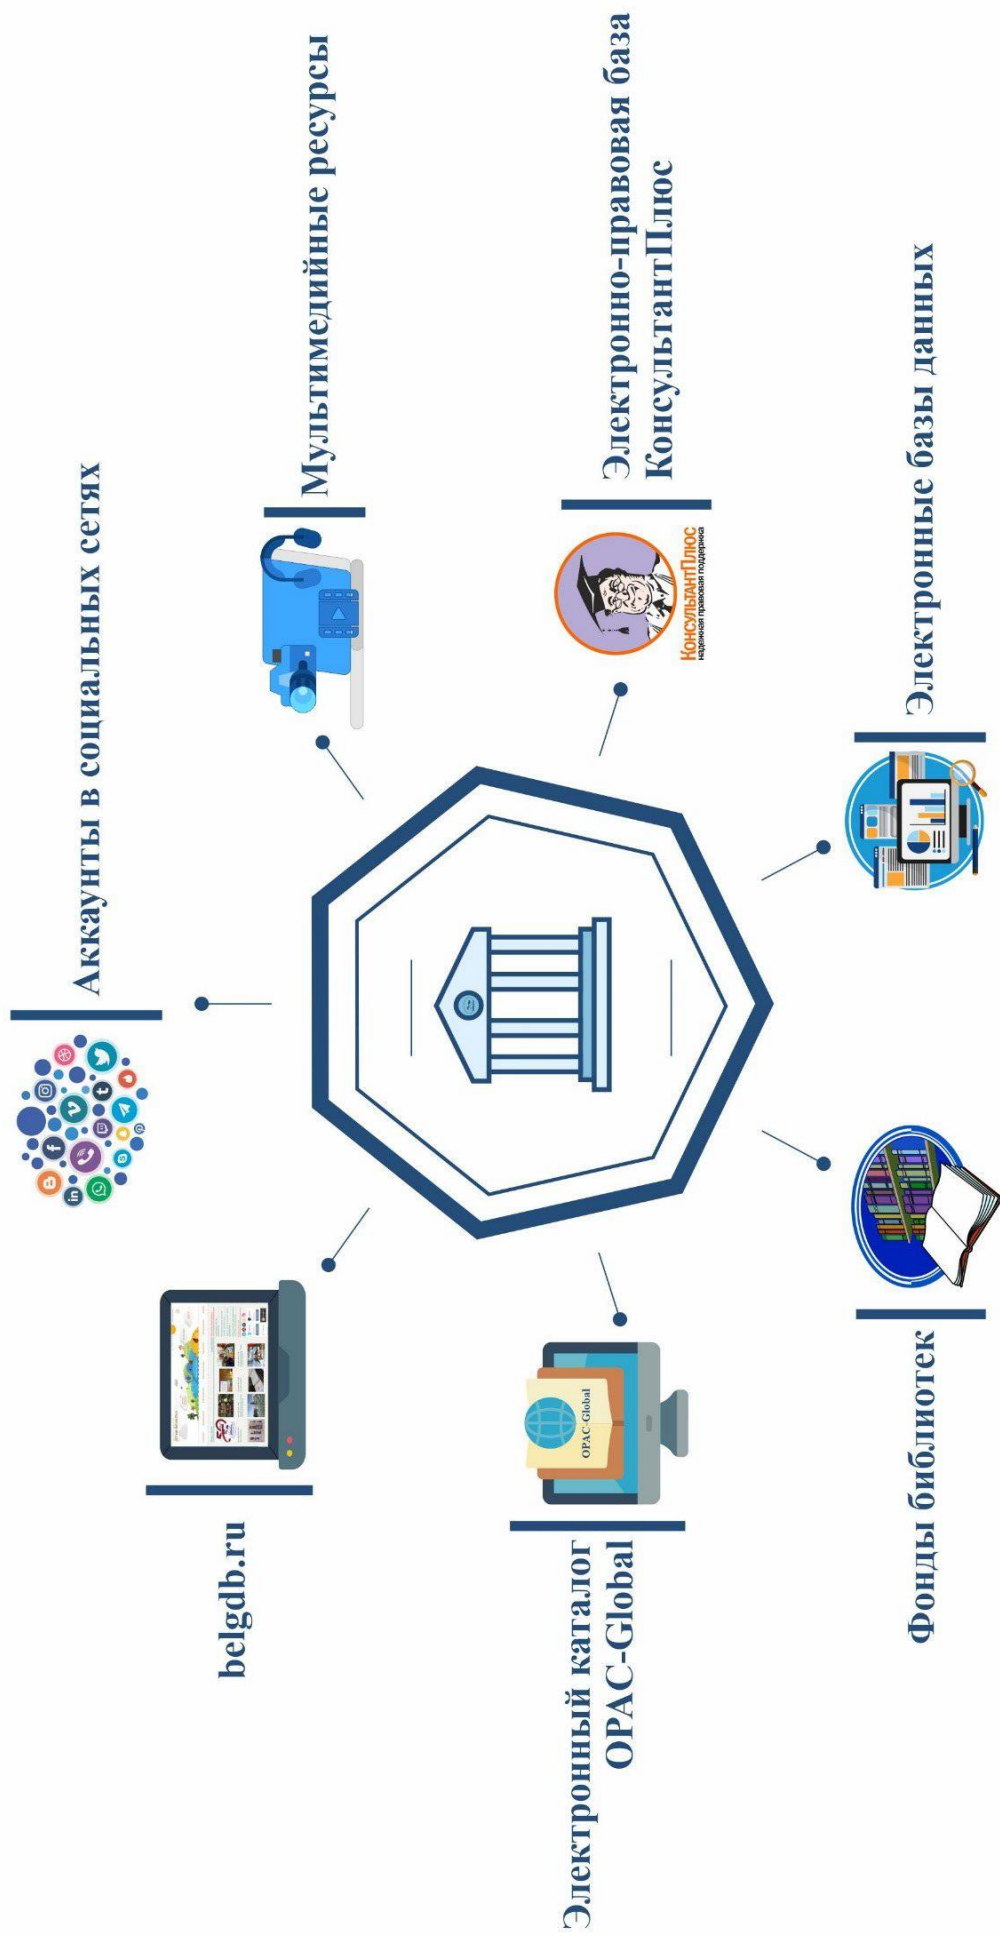 Аккаунты в социальных сетях
belgdb.ru
Мультимедийные ресурсы
Электронный каталог
OPAC-Global
OPAC-Global
Электронно-правовая база
КонсультантПлюс
КонсультантПлюс
надежная правовая поддержка
Фонды библиотек
Электронные базы данных